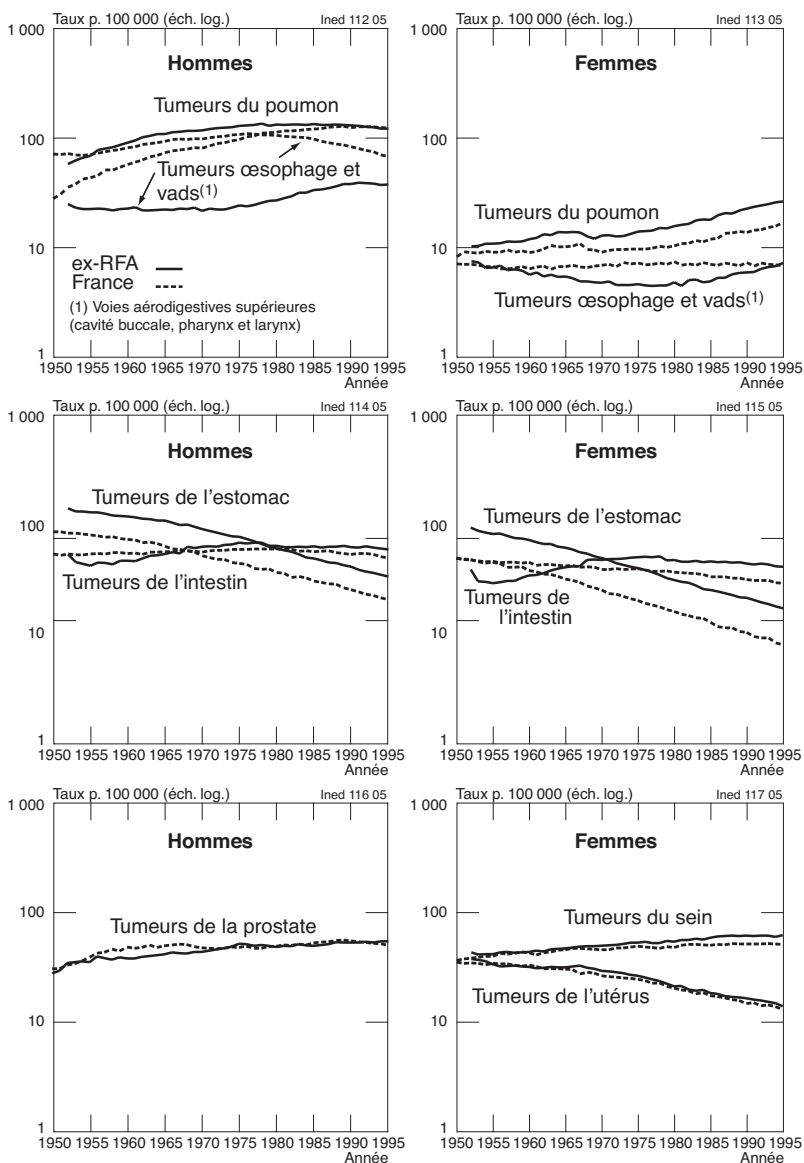 Taux p. 100 000 (éch. log.) Ined 112 05
1 000
Hommes
Tumeurs du poumon
100
Tumeurs œsophage et
vads(1)
10
ex-RFA
France
(1) Voies aérodigestives supérieures
(cavité buccale, pharynx et larynx)
1
1950 1955 1960 1965 1970 1975 1980 1985 1990 1995
Année
Taux p. 100 000 (éch. log.) Ined 113 05
1 000
Femmes
100
Tumeurs du poumon
10
Tumeurs œsophage et vads(1)
1
1950 1955 1960 1965 1970 1975 1980 1985 1990 1995
Année
Taux p. 100 000 (éch. log.) Ined 114 05
1 000
Hommes
Tumeurs de l'estomac
100
Tumeurs de l'intestin
10
1
1950 1955 1960 1965 1970 1975 1980 1985 1990 1995
Année
Taux p. 100 000 (éch. log.) Ined 115 05
1 000
Femmes
Tumeurs de l'estomac
100
Tumeurs de
l'intestin
10
1
1950 1955 1960 1965 1970 1975 1980 1985 1990 1995
Année
Taux p. 100 000 (éch. log.) Ined 116 05
1 000
Hommes
100
Tumeurs de la prostate
10
1
1950 1955 1960 1965 1970 1975 1980 1985 1990 1995
Année
Taux p. 100 000 (éch. log.) Ined 117 05
1 000
Femmes
100
Tumeurs du sein
Tumeurs de l'utérus
10
1
1950 1955 1960 1965 1970 1975 1980 1985 1990 1995
Année